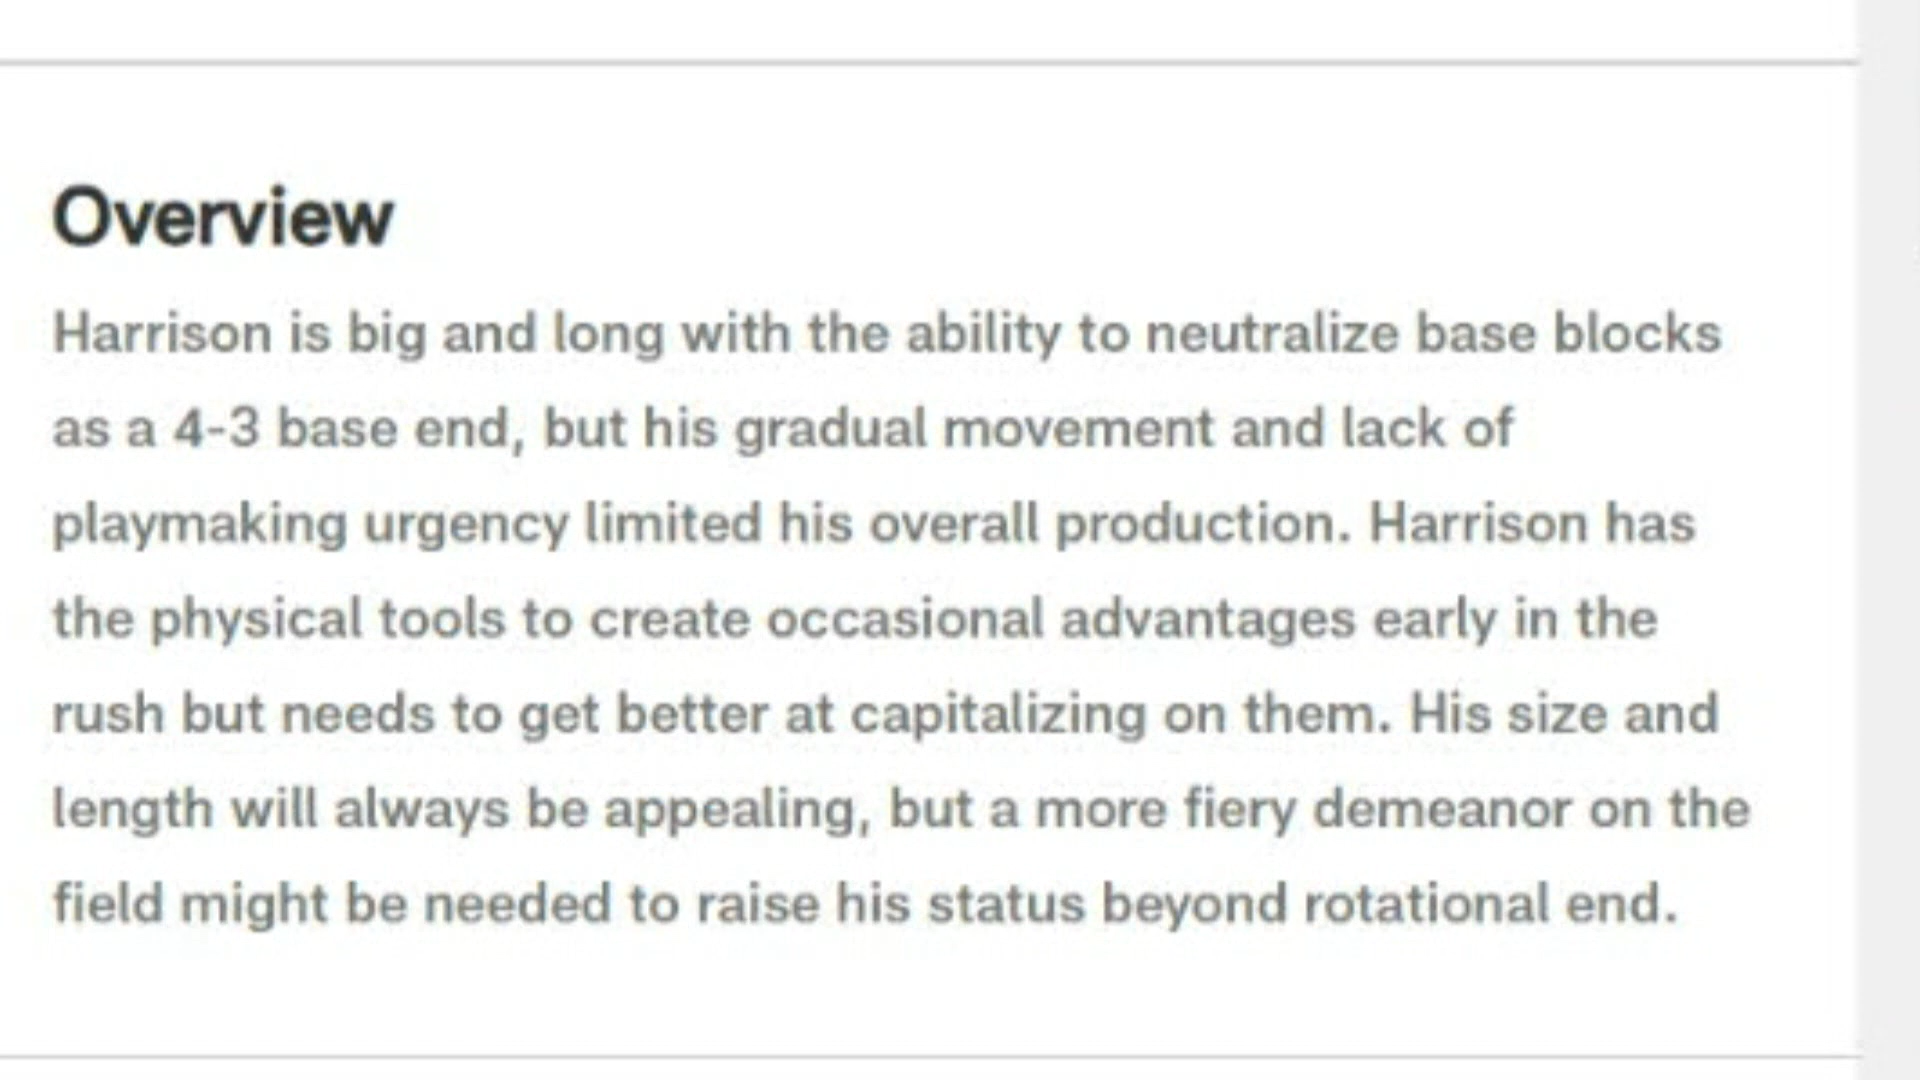 Overview
Harrison is big and long with the ability to neutralize base blocks
as a 4-3 base end, but his gradual movement and lack of
playmaking urgency limited his overall production. Harrison has
the physical tools to create occasional advantages early in the
rush but needs to get better at capitalizing on them. His size and
length will always be appealing, but a more fiery demeanor on the
field might be needed to raise his status beyond rotational end.